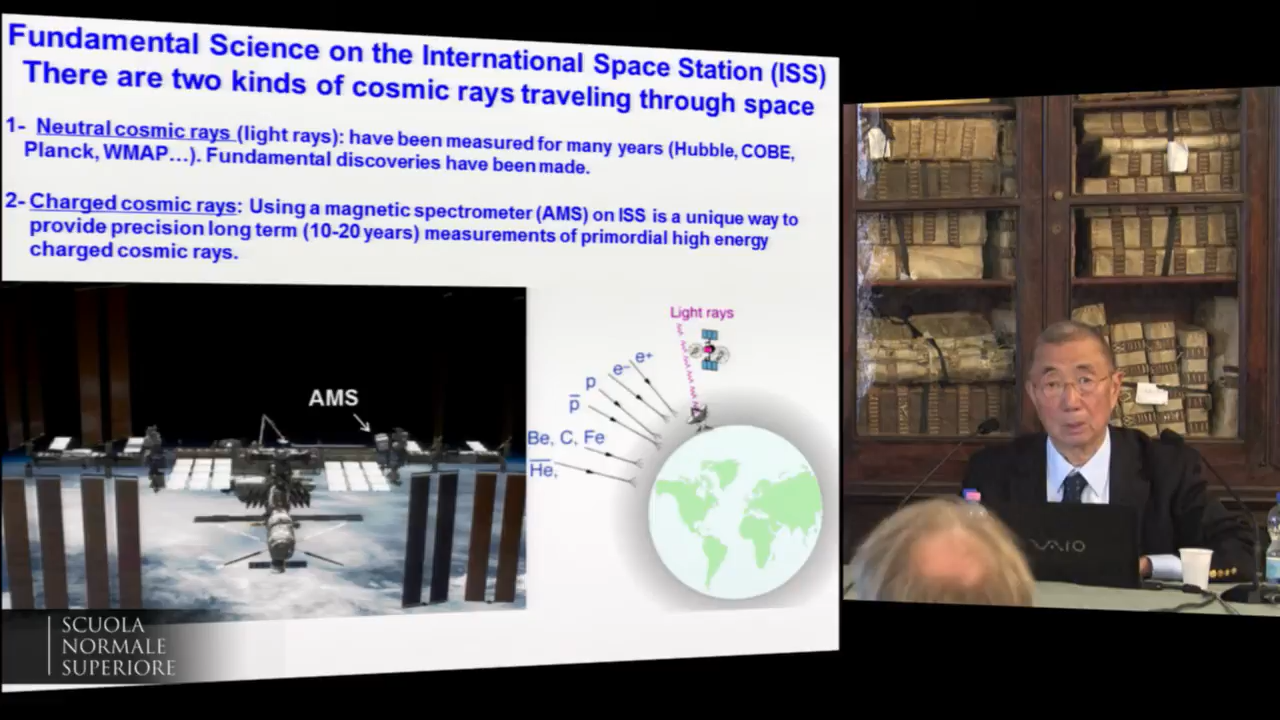 Fundamental Science on the International Space Station (ISS)
There are two kinds of cosmic rays traveling through space
1- Neutral cosmic rays (light rays): have been measured for many years (Hubble, COBE,
Planck, WMAP…). Fundamental discoveries have been made.
2- Charged cosmic rays: Using a magnetic spectrometer (AMS) on ISS is a unique way to
provide precision long term (10-20 years) measurements of primordial high energy
charged cosmic rays.
AMS
Light rays
e+
e−
p
p̅
Be, C, Fe
H̅e̅,
VAIO
SCUOLA
NORMALE
SUPERIORE